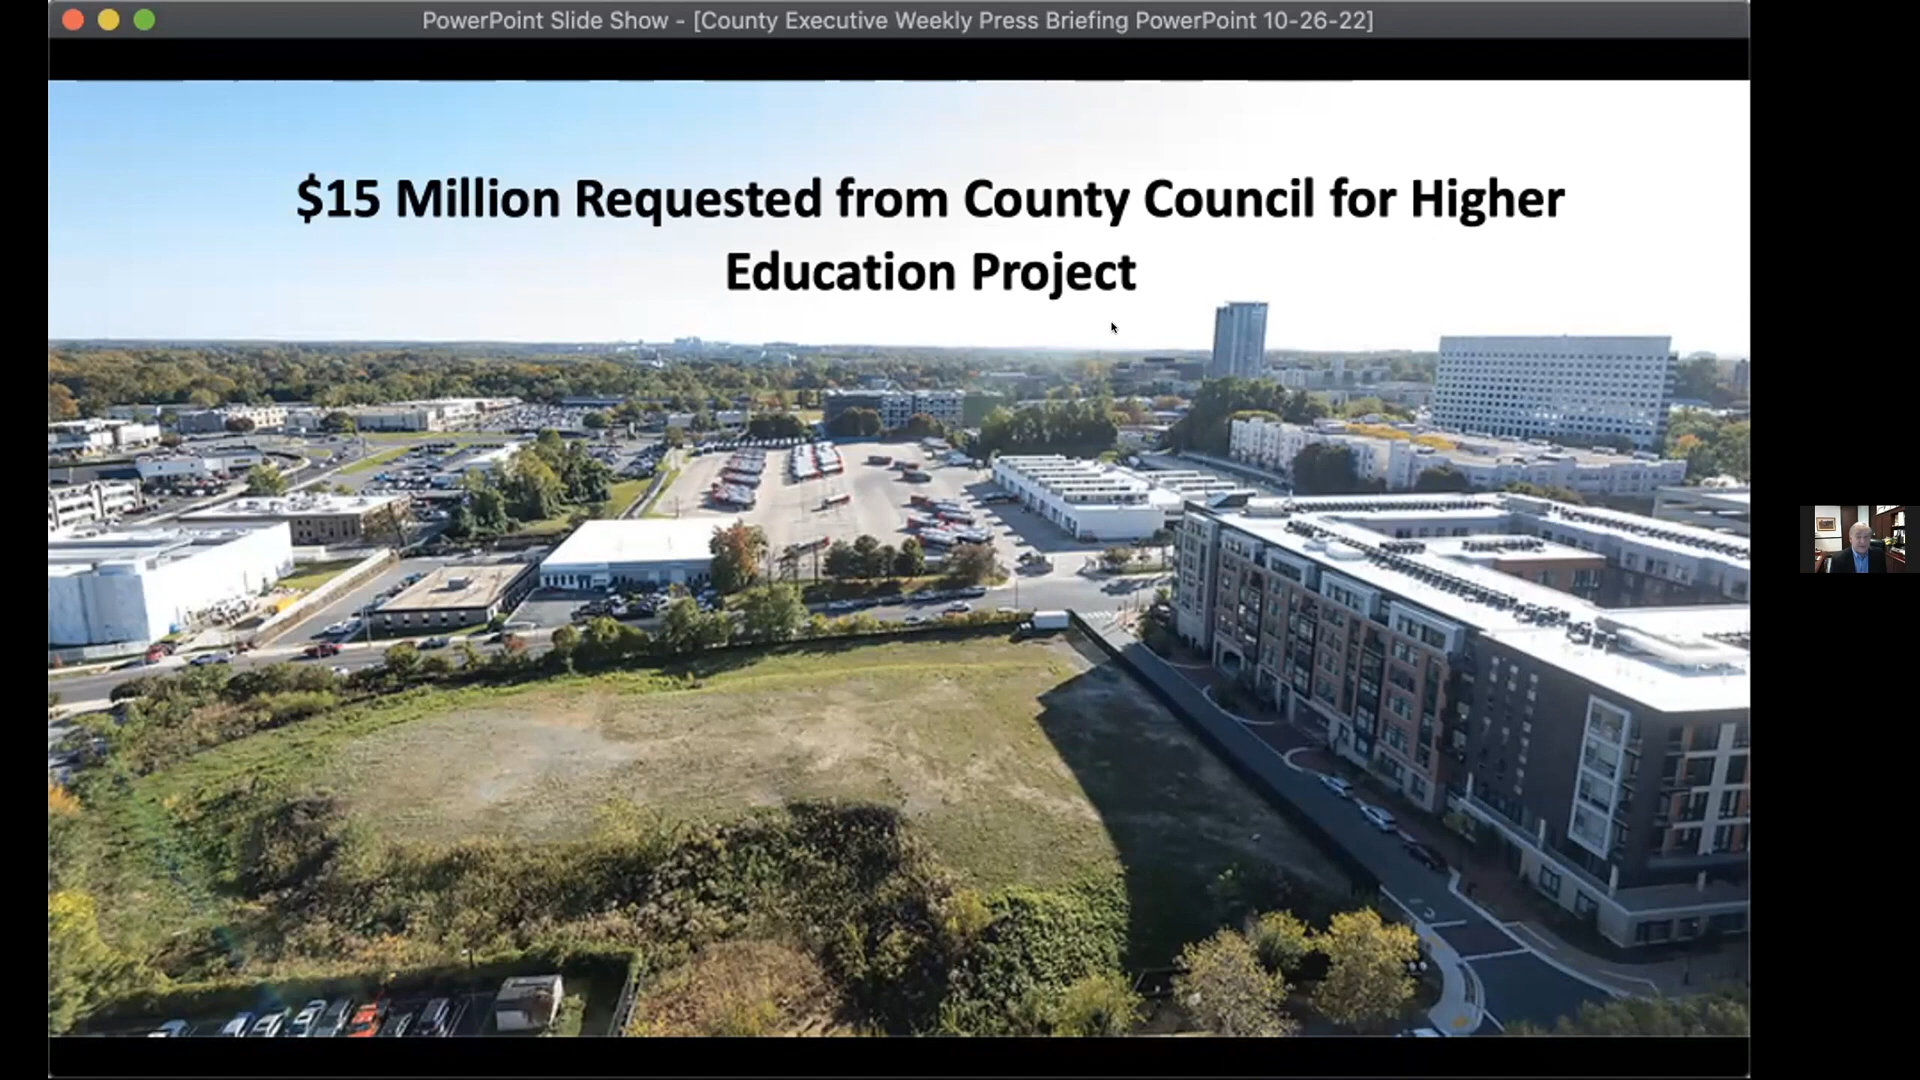 PowerPoint Slide Show - [County Executive Weekly Press Briefing PowerPoint 10-26-22]
$15 Million Requested from County Council for Higher
Education Project